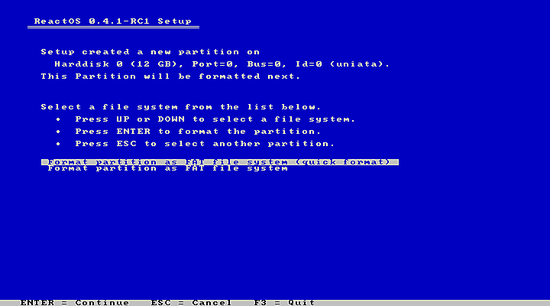 ReactOS 0.4.1-RC1 Setup
Setup created a new partition on
Harddisk 0 (12 GB), Port=0, Bus=0, Id=0 (uniata).
This Partition will be formatted next.
Select a file system from the list below.
• Press UP or DOWN to select a file system.
• Press ENTER to format the partition.
• Press ESC to select another partition.
Format partition as FAT file system (quick format)
Format partition as FAT file system
ENTER = Continue   ESC = Cancel   F3 = Quit